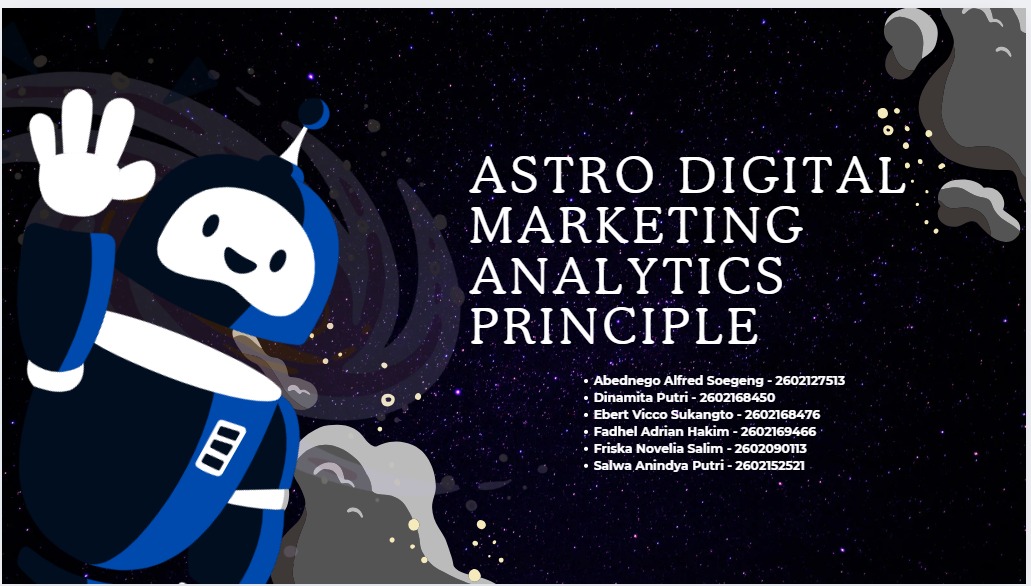 ASTRO DIGITAL
MARKETING
ANALYTICS
PRINCIPLE
• Abednego Alfred Soegeng - 2602127513
• Dinamita Putri - 2602168450
• Ebert Vicco Sukangto - 2602168476
• Fadhel Adrian Hakim - 2602169466
• Friska Novelia Salim - 2602090113
• Salwa Anindya Putri - 2602152521